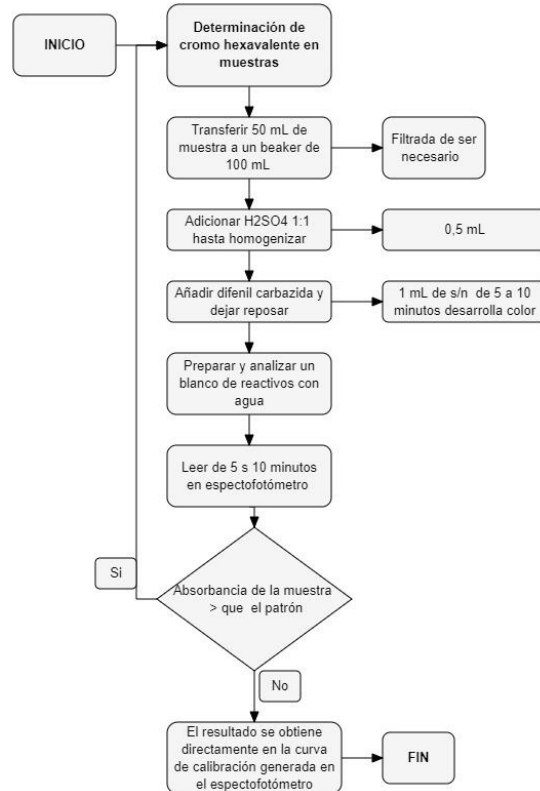 INICIO
Determinación de
cromo hexavalente en
muestras
Transferir 50 mL de
muestra a un beaker de
100 mL
Filtrada de ser
necesario
Adicionar H2SO4 1:1
hasta homogenizar
0,5 mL
Añadir difenil carbazida y
dejar reposar
1 mL de s/n de 5 a 10
minutos desarrolla color
Preparar y analizar un
blanco de reactivos con
agua
Leer de 5 s 10 minutos
en espectofotómetro
Absorbancia de la muestra
> que el patrón
Si
No
El resultado se obtiene
directamente en la curva
de calibración generada en
el espectofotómetro
FIN